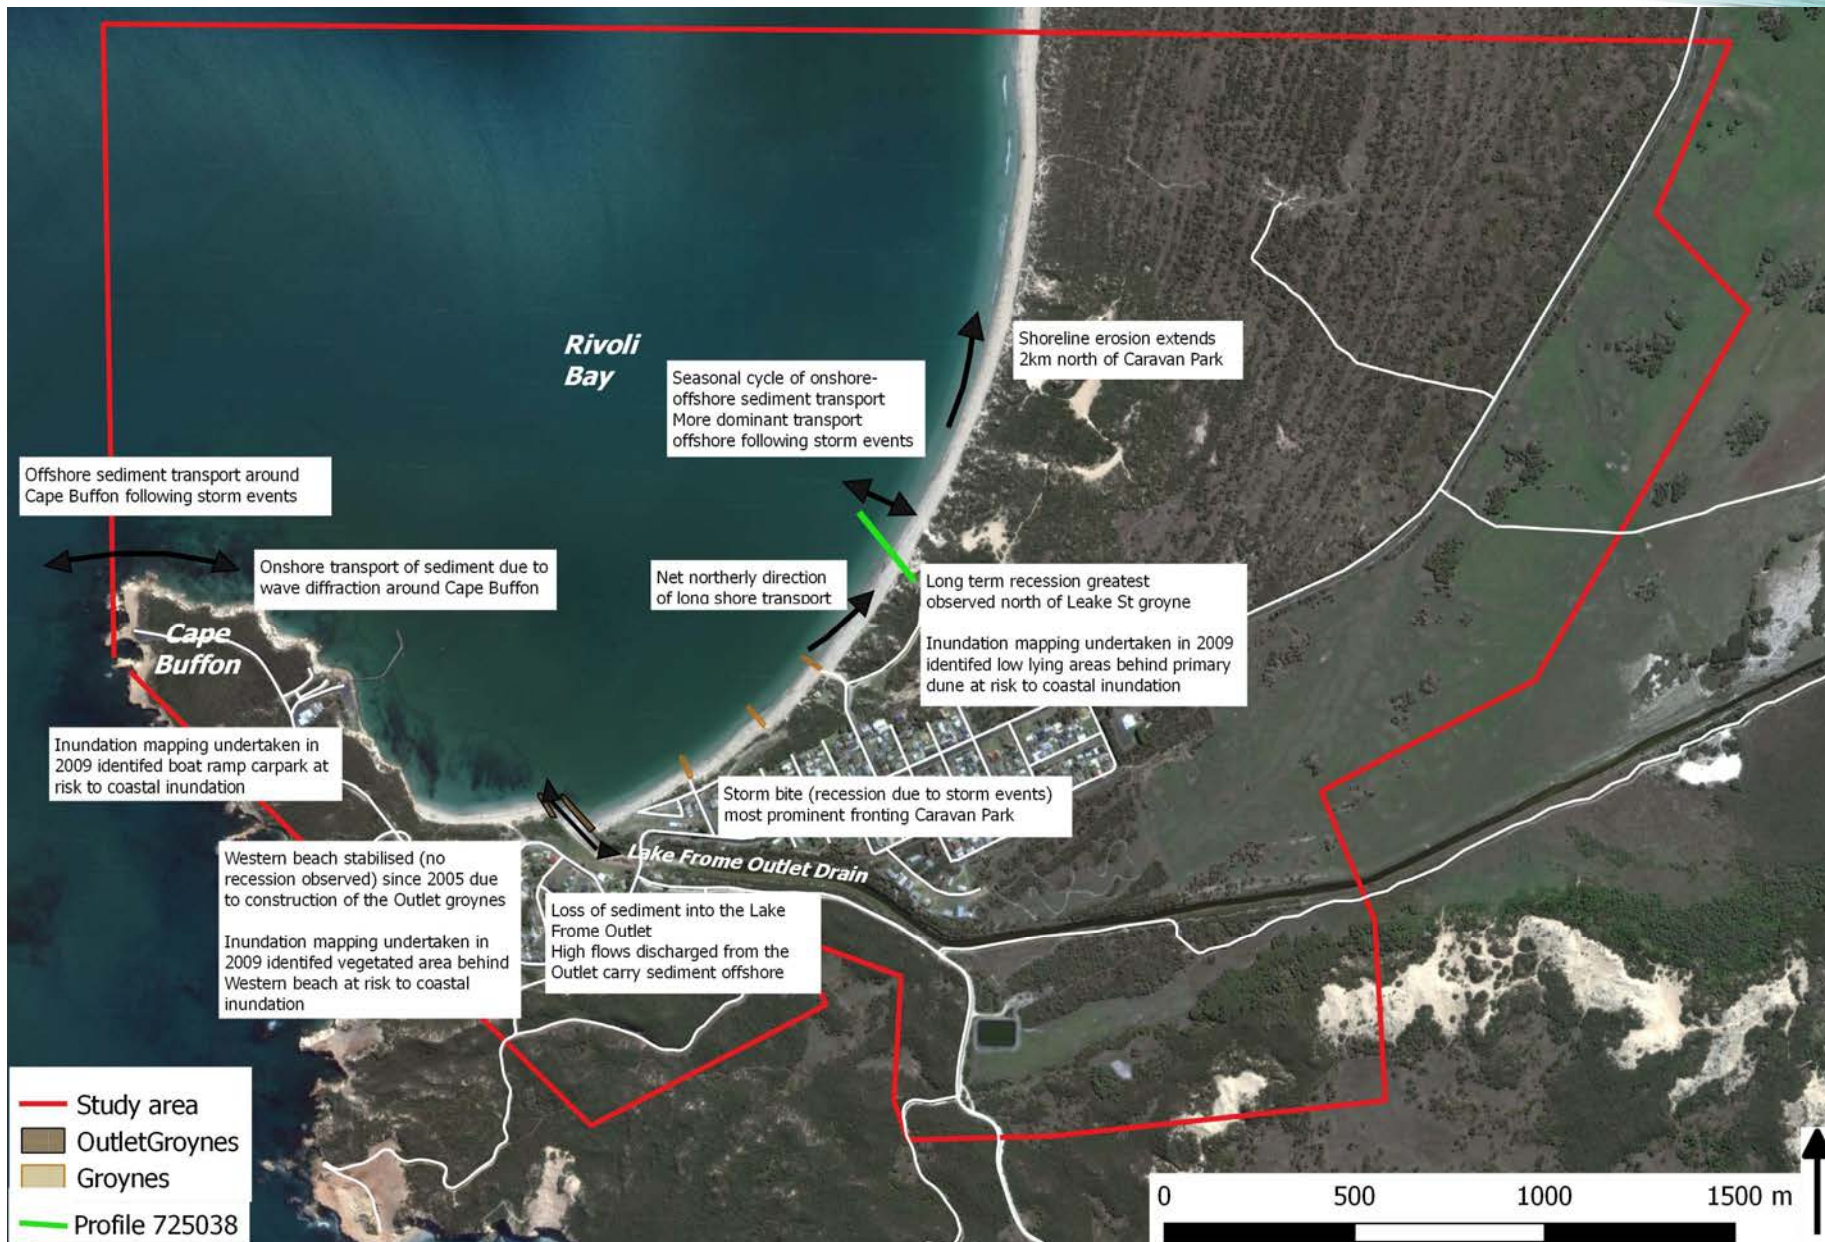 Rivoli
Bay
Shoreline erosion extends
2km north of Caravan Park
Seasonal cycle of onshore-
offshore sediment transport
More dominant transport
offshore following storm events
Offshore sediment transport around
Cape Buffon following storm events
Onshore transport of sediment due to
wave diffraction around Cape Buffon
Net northerly direction
of long shore transport
Long term recession greatest
observed north of Leake St groyne
Inundation mapping undertaken in 2009
identifed low lying areas behind primary
dune at risk to coastal inundation
Cape
Buffon
Inundation mapping undertaken in
2009 identifed boat ramp carpark at
risk to coastal inundation
Storm bite (recession due to storm events)
most prominent fronting Caravan Park
Lake Frome Outlet Drain
Western beach stabilised (no
recession observed) since 2005 due
to construction of the Outlet groynes
Inundation mapping undertaken in
2009 identifed vegetated area behind
Western beach at risk to coastal
inundation
Loss of sediment into the Lake
Frome Outlet
High flows discharged from the
Outlet carry sediment offshore
Study area
OutletGroynes
Groynes
Profile 725038
0 500 1000 1500 m